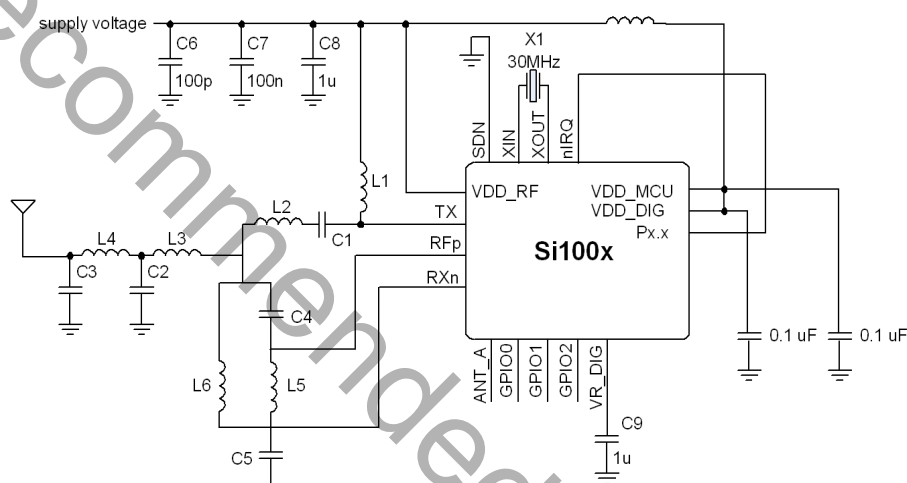 supply voltage
C6
100p
C7
100n
C8
1u
X1
30MHz
SDN
XIN
XOUT
nIRQ
L1
VDD_RF
VDD_MCU
VDD_DIG
Px.x
TX
RFp
RXn
Si100x
L2
C1
L4
L3
C3
C2
C4
L6
L5
C5
ANT_A
GPIO0
GPIO1
GPIO2
VR_DIG
C9
1u
0.1 uF
0.1 uF
ecommended